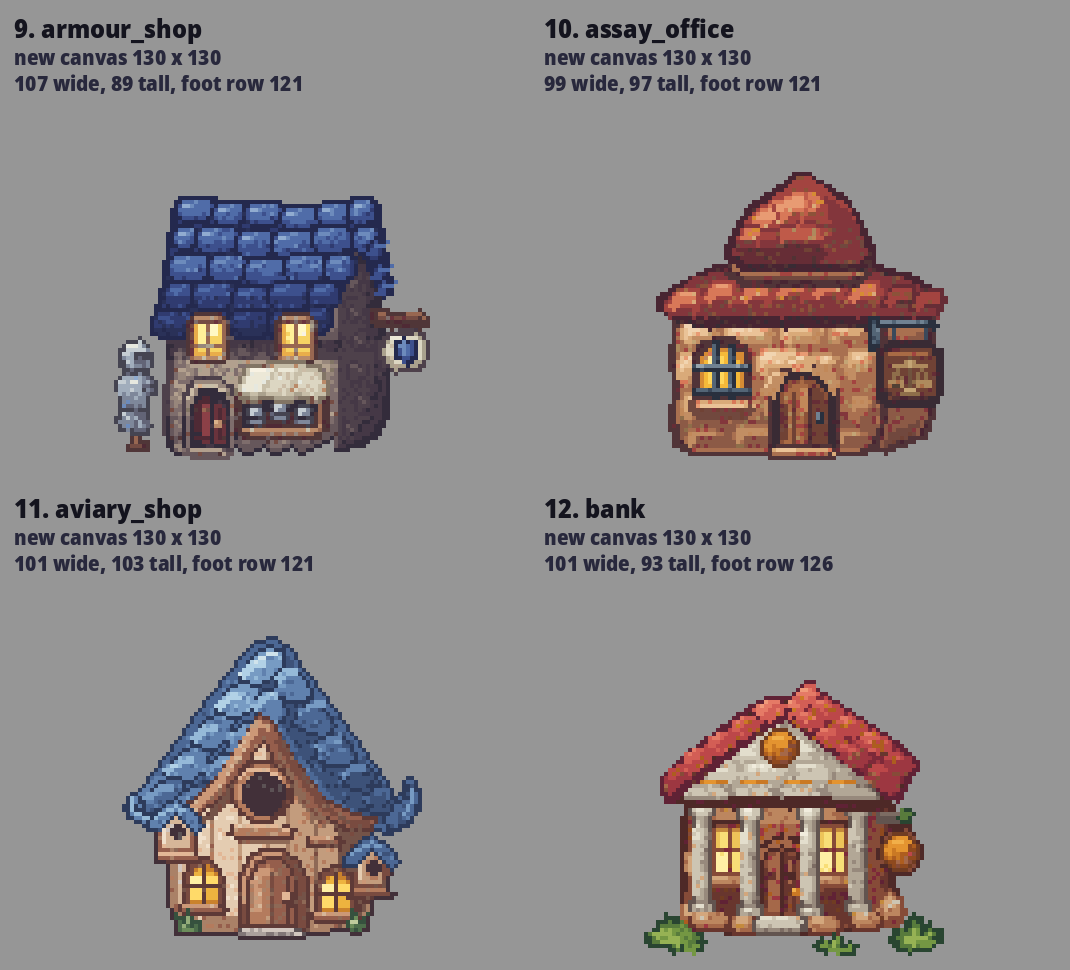 9. armour_shop
new canvas 130 x 130
107 wide, 89 tall, foot row 121
10. assay_office
new canvas 130 x 130
99 wide, 97 tall, foot row 121
11. aviary_shop
new canvas 130 x 130
101 wide, 103 tall, foot row 121
12. bank
new canvas 130 x 130
101 wide, 93 tall, foot row 126